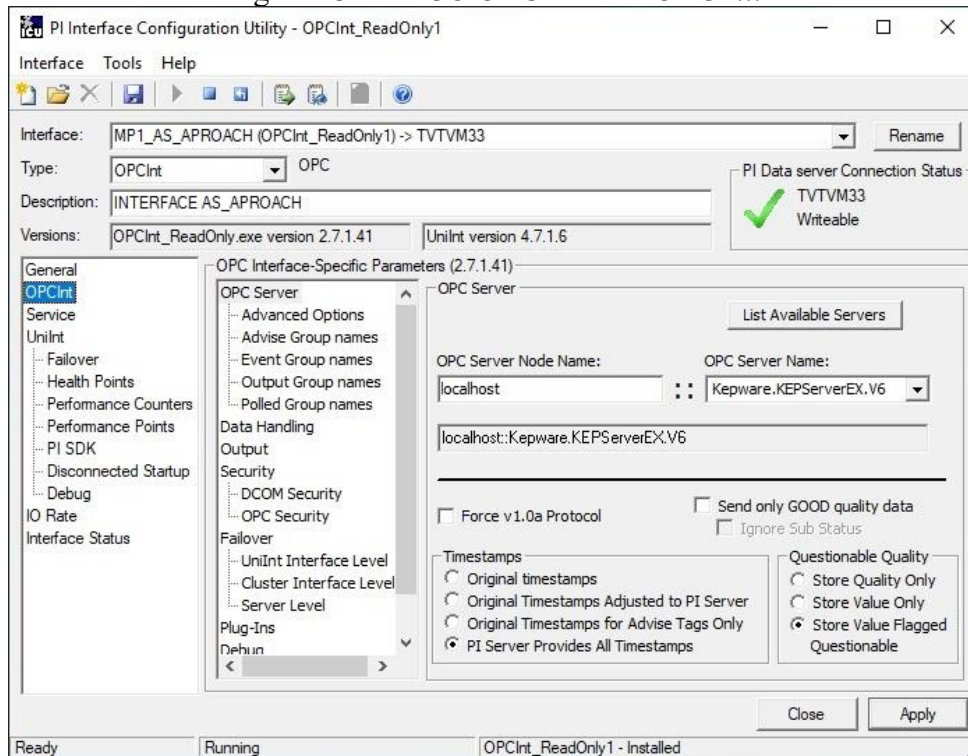 PI Interface Configuration Utility - OPCInt_ReadOnly1
Interface Tools Help
Interface: MP1_AS_APROACH (OPCInt_ReadOnly1) -> TVTVM33 Rename
Type: OPCInt OPC
Description: INTERFACE AS_APROACH
Versions: OPCInt_ReadOnly.exe version 2.7.1.41 UniInt version 4.7.1.6
PI Data server Connection Status
TVTVM33
Writeable
General
OPCInt
Service
UniInt
Failover
Health Points
Performance Counters
Performance Points
PI SDK
Disconnected Startup
Debug
IO Rate
Interface Status
OPC Interface-Specific Parameters (2.7.1.41)
OPC Server
Advanced Options
Advise Group names
Event Group names
Output Group names
Polled Group names
Data Handling
Output
Security
DCOM Security
OPC Security
Failover
UniInt Interface Level
Cluster Interface Level
Server Level
Plug-Ins
Debug
OPC Server
List Available Servers
OPC Server Node Name: OPC Server Name:
localhost :: Kepware.KEPServerEX.V6
localhost::Kepware.KEPServerEX.V6
Force v1.0a Protocol
Send only GOOD quality data
Ignore Sub Status
Timestamps
Original timestamps
Original Timestamps Adjusted to PI Server
Original Timestamps for Advise Tags Only
PI Server Provides All Timestamps
Questionable Quality
Store Quality Only
Store Value Only
Store Value Flagged
Questionable
Close Apply
Ready Running OPCInt_ReadOnly1 - Installed